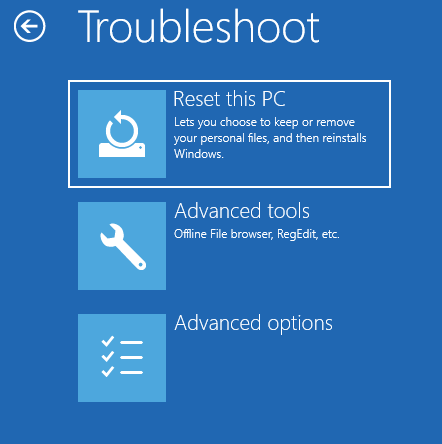 Troubleshoot
Reset this PC
Lets you choose to keep or remove
your personal files, and then reinstalls
Windows.
Advanced tools
Offline File browser, RegEdit, etc.
Advanced options